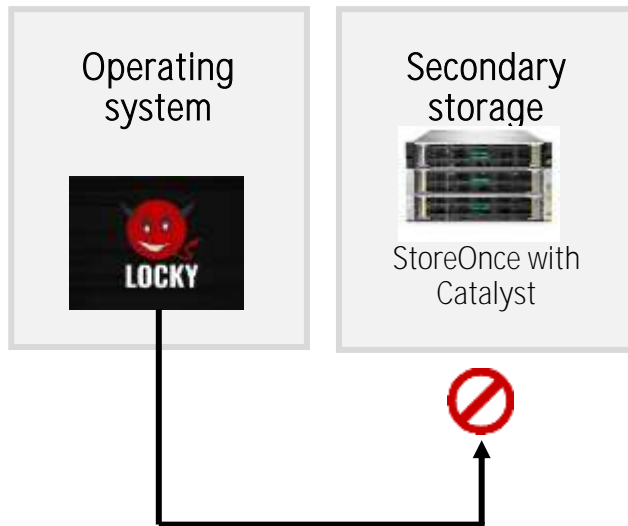 Operating
system
LOCKY
Secondary
storage
StoreOnce with
Catalyst